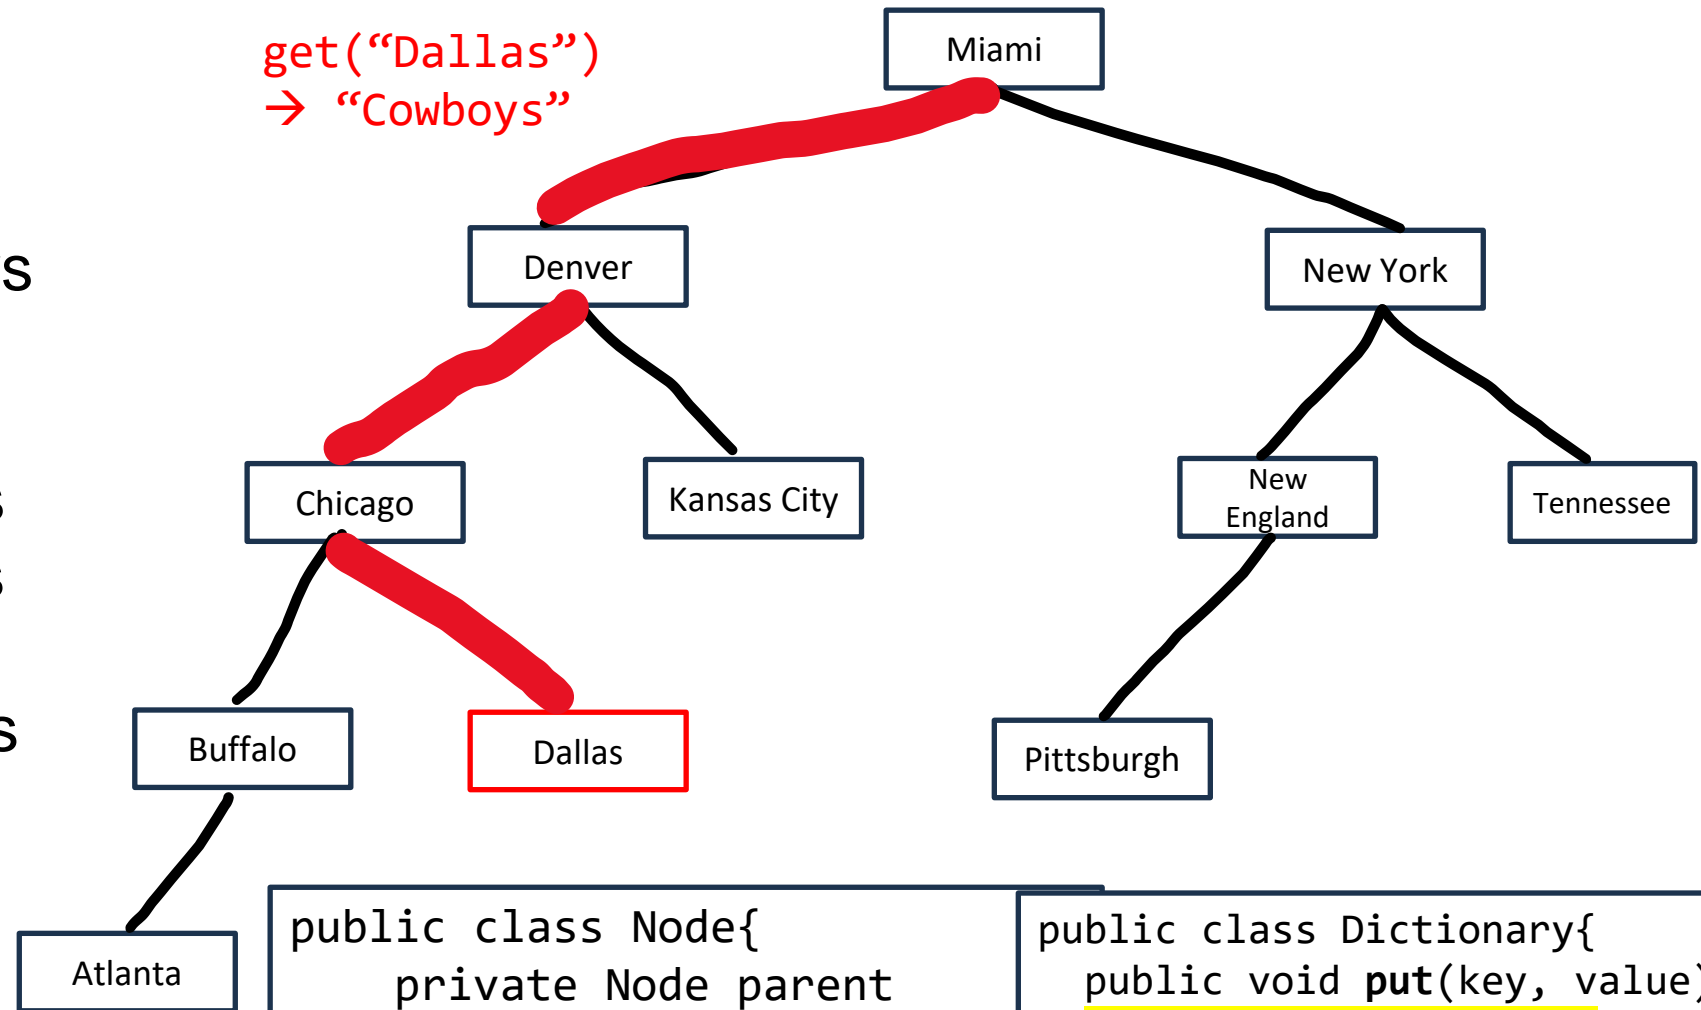 get(“Dallas”)
→ “Cowboys”
Miami
Denver
New York
Chicago
Kansas City
New
England
Tennessee
Buffalo
Dallas
Pittsburgh
Atlanta
public class Node{
private Node parent
public class Dictionary{
public void put(key, value)